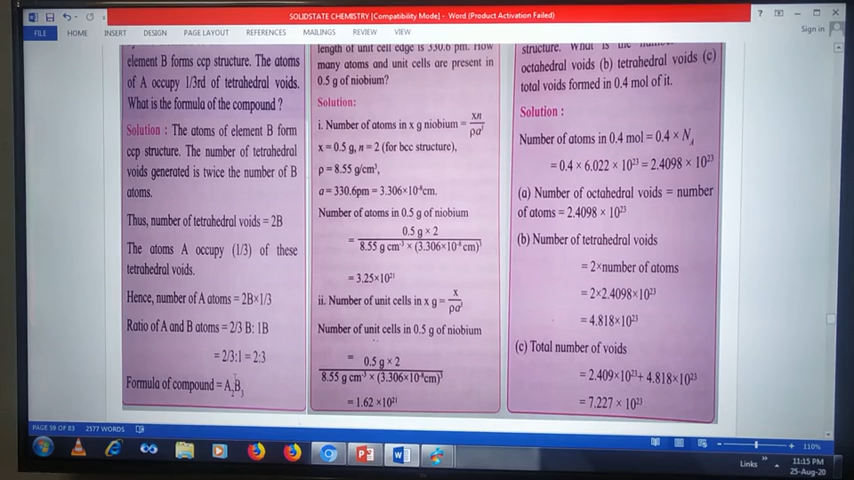 SOLIDSTATE CHEMISTRY [Compatibility Mode] - Word (Product Activation Failed)
Sign in
FILE HOME INSERT DESIGN PAGE LAYOUT REFERENCES MAILINGS REVIEW VIEW
element B forms ccp structure. The atoms
of A occupy 1/3rd of tetrahedral voids.
What is the formula of the compound ?
Solution : The atoms of element B form
ccp structure. The number of tetrahedral
voids generated is twice the number of B
atoms.
Thus, number of tetrahedral voids = 2B
The atoms A occupy (1/3) of these
tetrahedral voids.
Hence, number of A atoms = 2B×1/3
Ratio of A and B atoms = 2/3 B: 1B
= 2/3:1 = 2:3
Formula of compound = A₂B₃
length of unit cell edge is 330.6 pm. How
many atoms and unit cells are present in
0.5 g of niobium?
Solution:
i. Number of atoms in x g niobium = xn / ρa³
x = 0.5 g, n = 2 (for bcc structure),
ρ = 8.55 g/cm³,
a = 330.6pm = 3.306×10⁻⁸cm.
Number of atoms in 0.5 g of niobium
= 0.5 g × 2
8.55 g cm⁻³ × (3.306×10⁻⁸ cm)³
= 3.25×10²¹
ii. Number of unit cells in x g = x / ρa³
Number of unit cells in 0.5 g of niobium
= 0.5 g × 2
8.55 g cm⁻³ × (3.306×10⁻⁸cm)³
= 1.62 ×10²¹
structure. What is the
octahedral voids (b) tetrahedral voids (c)
total voids formed in 0.4 mol of it.
Solution :
Number of atoms in 0.4 mol = 0.4 × N_A
= 0.4 × 6.022 × 10²³ = 2.4098 × 10²³
(a) Number of octahedral voids = number
of atoms = 2.4098 × 10²³
(b) Number of tetrahedral voids
= 2×number of atoms
= 2×2.4098×10²³
= 4.818×10²³
(c) Total number of voids
= 2.409×10²³+ 4.818×10²³
= 7.227 × 10²³
PAGE 59 OF 83 2577 WORDS
110%
Links
11:15 PM
25-Aug-20